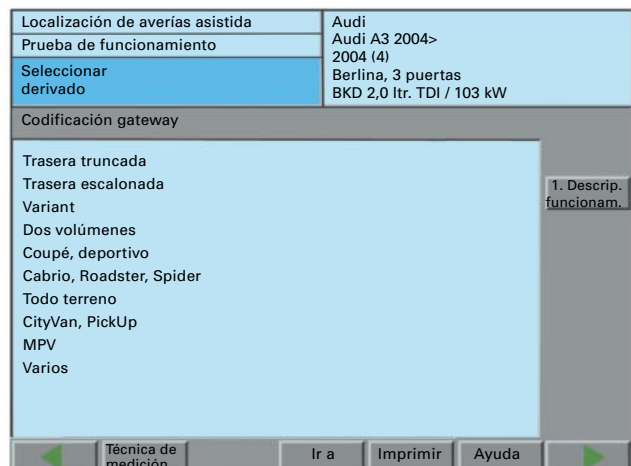 Localización de averías asistida
Prueba de funcionamiento
Seleccionar
derivado
Audi
Audi A3 2004>
2004 (4)
Berlina, 3 puertas
BKD 2,0 ltr. TDI / 103 kW
Codificación gateway
Trasera truncada
Trasera escalonada
Variant
Dos volúmenes
Coupé, deportivo
Cabrio, Roadster, Spider
Todo terreno
CityVan, PickUp
MPV
Varios
1. Descrip.
funcionam.
Técnica de
medición
Ir a
Imprimir
Ayuda